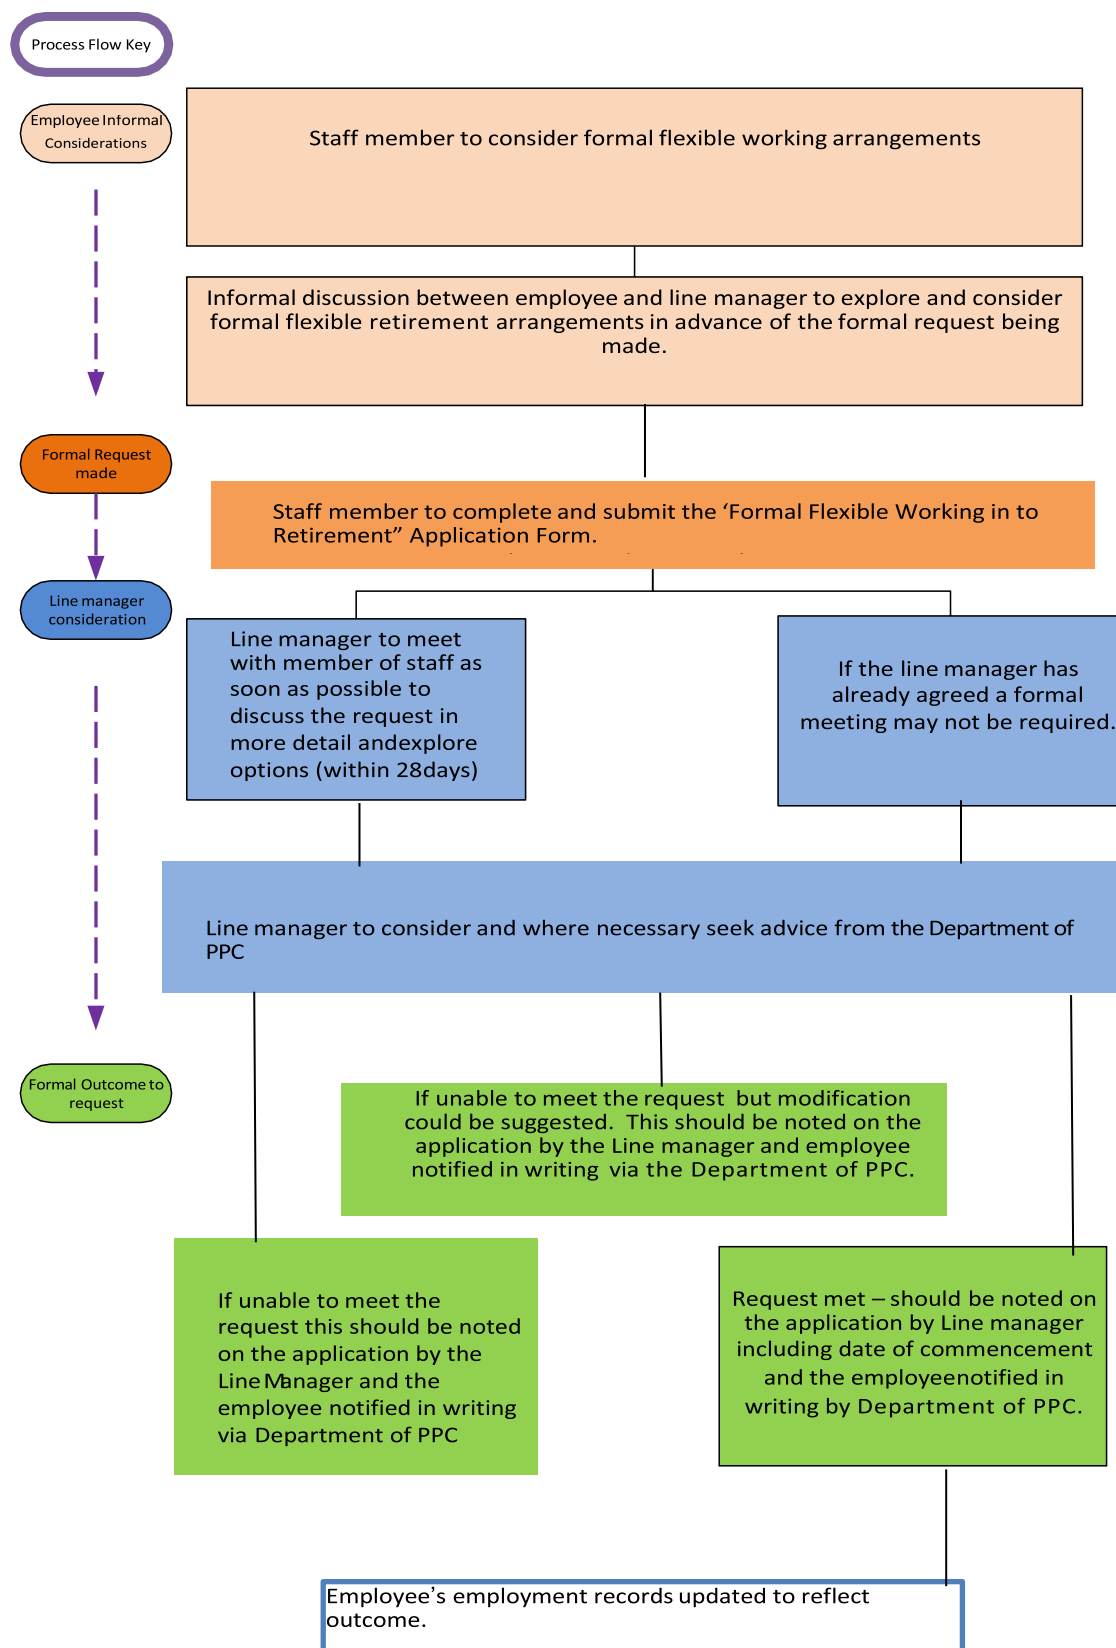 Process Flow Key
Employee Informal
Considerations
Staff member to consider formal flexible working arrangements
Informal discussion between employee and line manager to explore and consider
formal flexible retirement arrangements in advance of the formal request being
made.
Formal Request
made
Staff member to complete and submit the ‘Formal Flexible Working in to
Retirement” Application Form.
Line manager
consideration
Line manager to meet
with member of staff as
soon as possible to
discuss the request in
more detail andexplore
options (within 28days)
If the line manager has
already agreed a formal
meeting may not be required.
Line manager to consider and where necessary seek advice from the Department of
PPC
Formal Outcome to
request
If unable to meet the request but modification
could be suggested. This should be noted on the
application by the Line manager and employee
notified in writing via the Department of PPC.
If unable to meet the
request this should be noted
on the application by the
Line Manager and the
employee notified in writing
via Department of PPC
Request met – should be noted on
the application by Line manager
including date of commencement
and the employeenotified in
writing by Department of PPC.
Employee’s employment records updated to reflect
outcome.